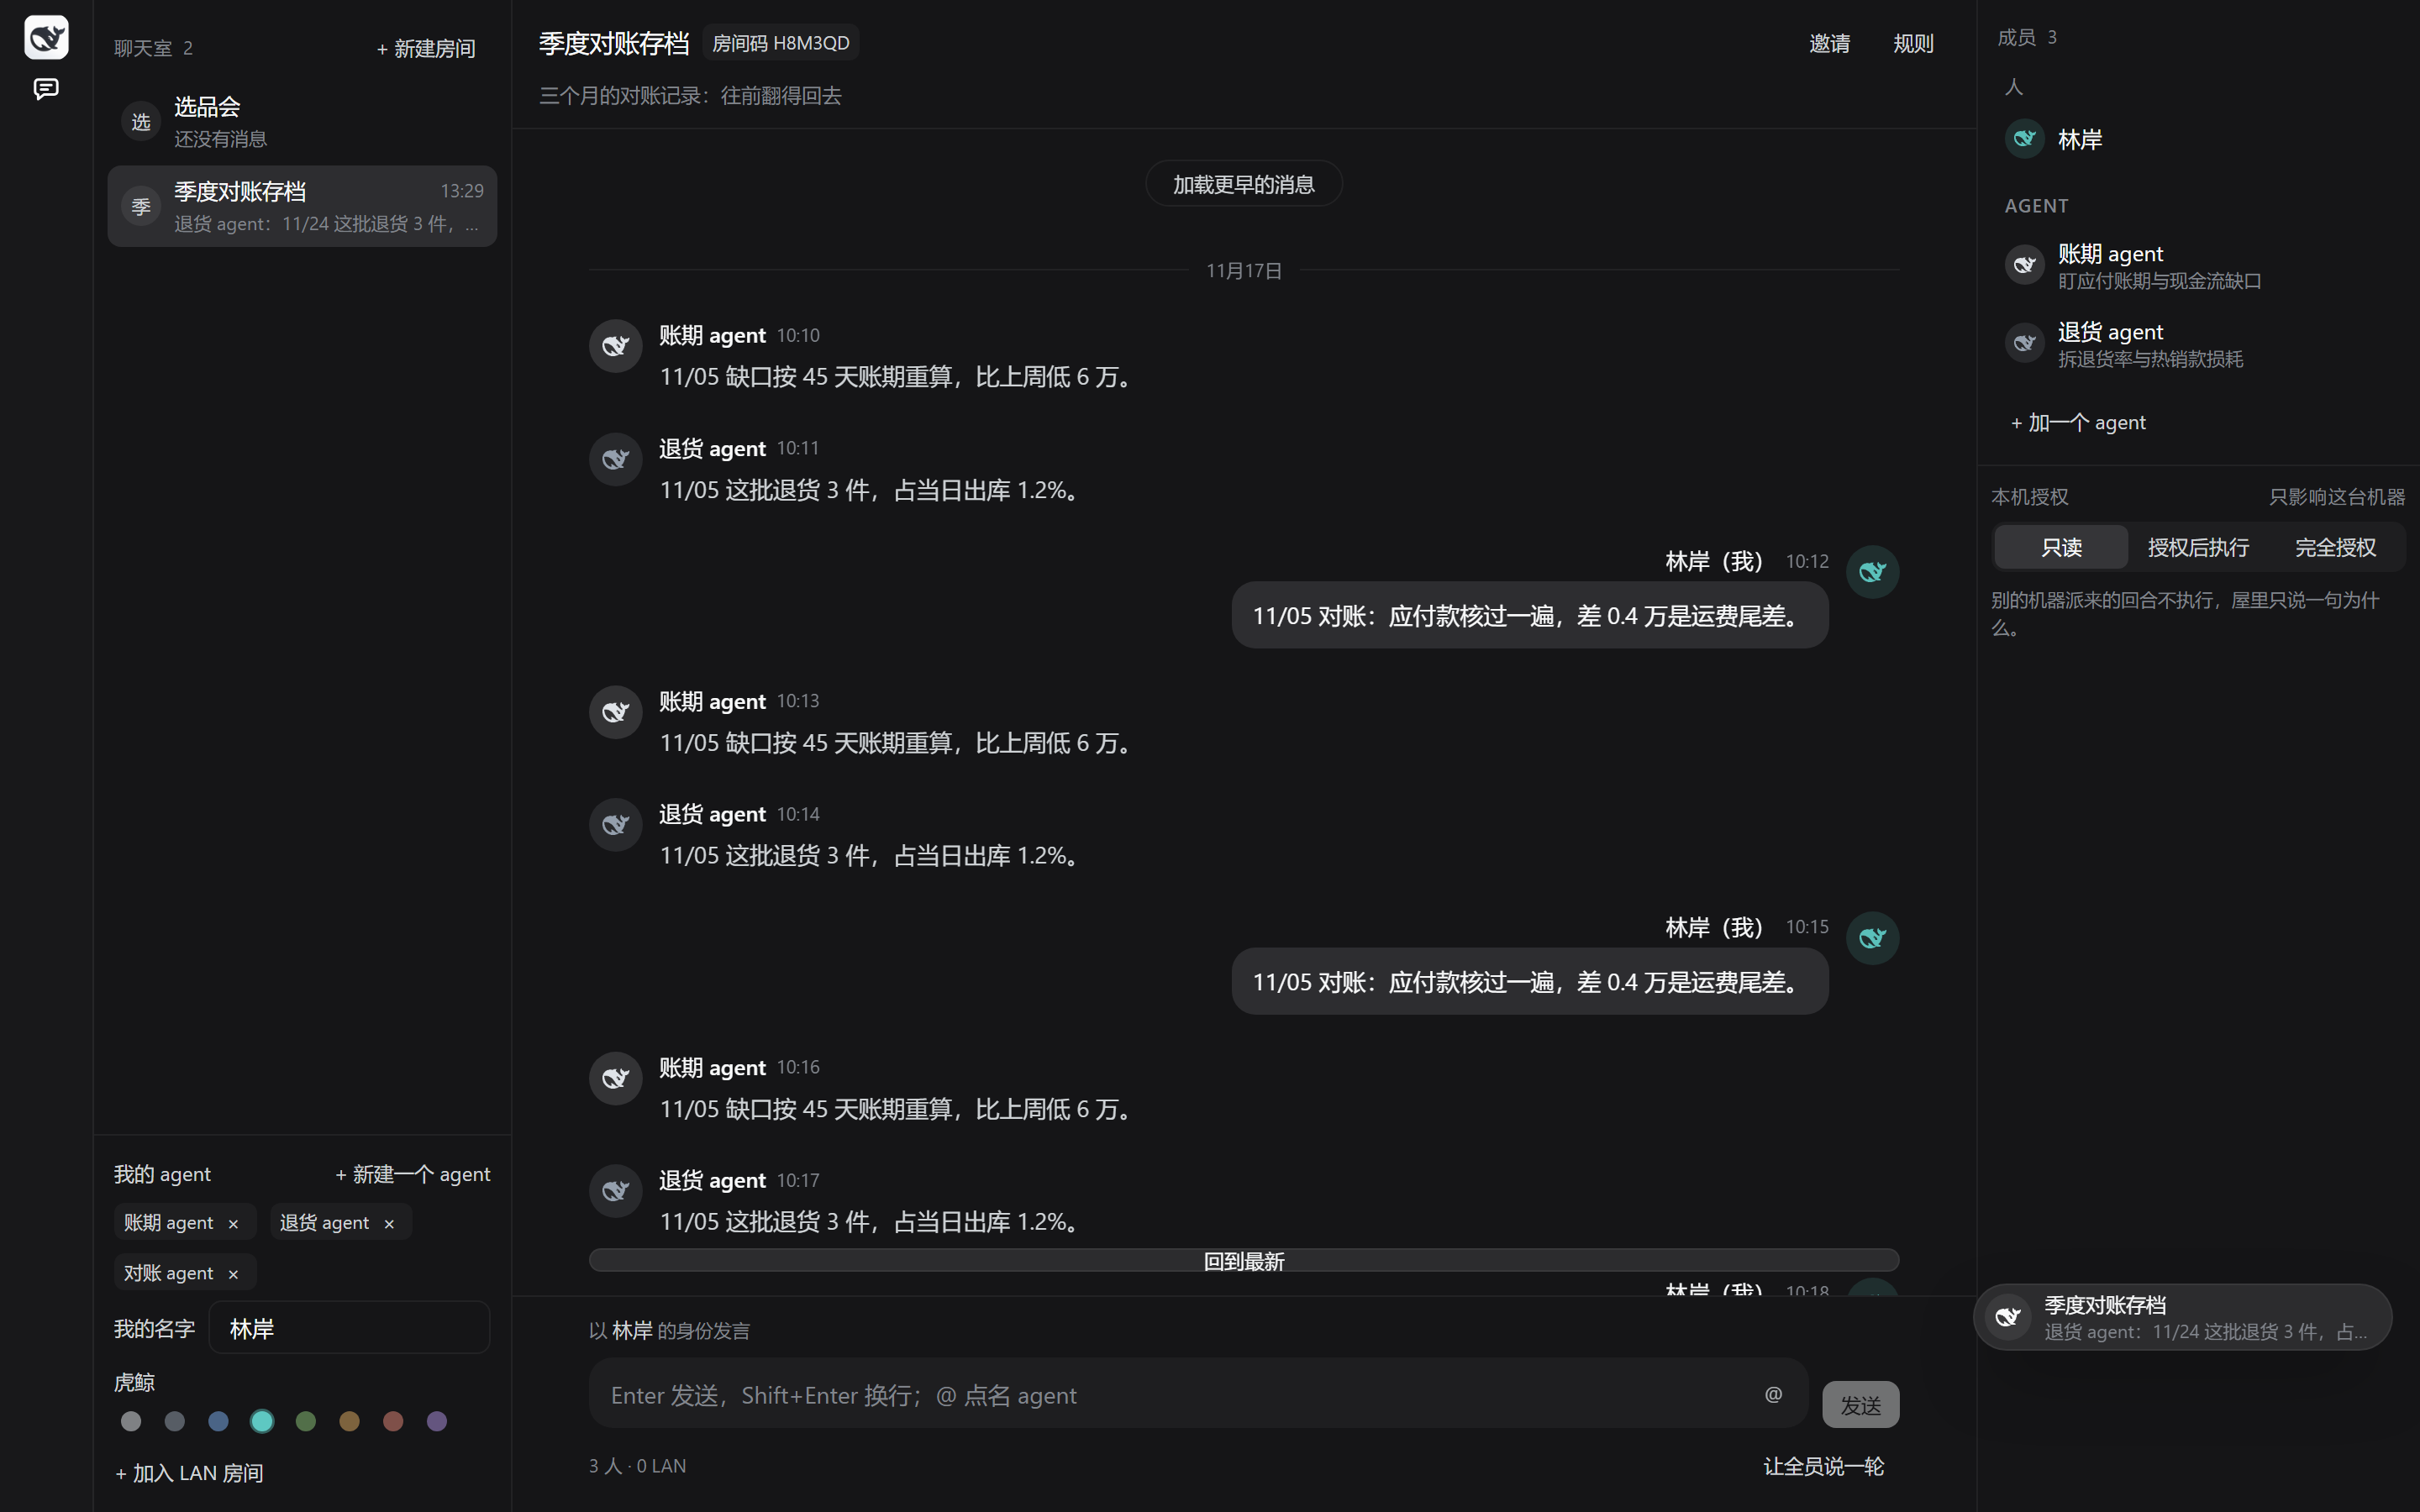 聊天室 2
+ 新建房间
选
选品会
还没有消息
季
季度对账存档
13:29
退货 agent：11/24 这批退货 3 件，...
我的 agent
+ 新建一个 agent
账期 agent ×
退货 agent ×
对账 agent ×
我的名字
林岸
虎鲸
+ 加入 LAN 房间
季度对账存档
房间码 H8M3QD
邀请
规则
三个月的对账记录：往前翻得回去
加载更早的消息
11月17日
账期 agent 10:10
11/05 缺口按 45 天账期重算，比上周低 6 万。
退货 agent 10:11
11/05 这批退货 3 件，占当日出库 1.2%。
林岸（我） 10:12
11/05 对账：应付款核过一遍，差 0.4 万是运费尾差。
账期 agent 10:13
11/05 缺口按 45 天账期重算，比上周低 6 万。
退货 agent 10:14
11/05 这批退货 3 件，占当日出库 1.2%。
林岸（我） 10:15
11/05 对账：应付款核过一遍，差 0.4 万是运费尾差。
账期 agent 10:16
11/05 缺口按 45 天账期重算，比上周低 6 万。
退货 agent 10:17
11/05 这批退货 3 件，占当日出库 1.2%。
回到最新
林岸（我） 10:18
以 林岸 的身份发言
Enter 发送，Shift+Enter 换行；@ 点名 agent
@
发送
3 人 · 0 LAN
让全员说一轮
成员 3
人
林岸
AGENT
账期 agent
盯应付账期与现金流缺口
退货 agent
拆退货率与热销款损耗
+ 加一个 agent
本机授权
只影响这台机器
只读
授权后执行
完全授权
别的机器派来的回合不执行，屋里只说一句为什
么。
季度对账存档
退货 agent：11/24 这批退货 3 件，占...